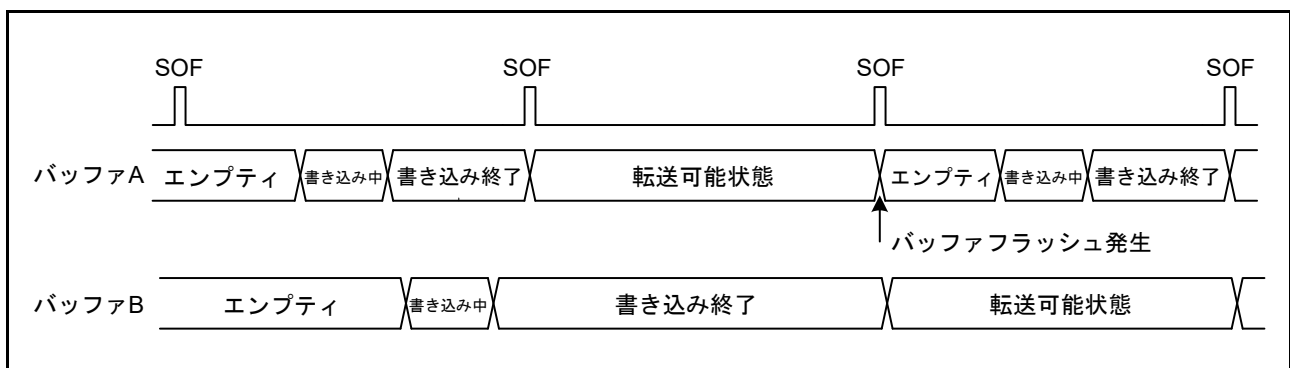 SOF SOF SOF SOF
バッファA エンプティ 書き込み中 書き込み終了 転送可能状態 エンプティ 書き込み中 書き込み終了
バッファフラッシュ発生
バッファB エンプティ 書き込み中 書き込み終了 転送可能状態